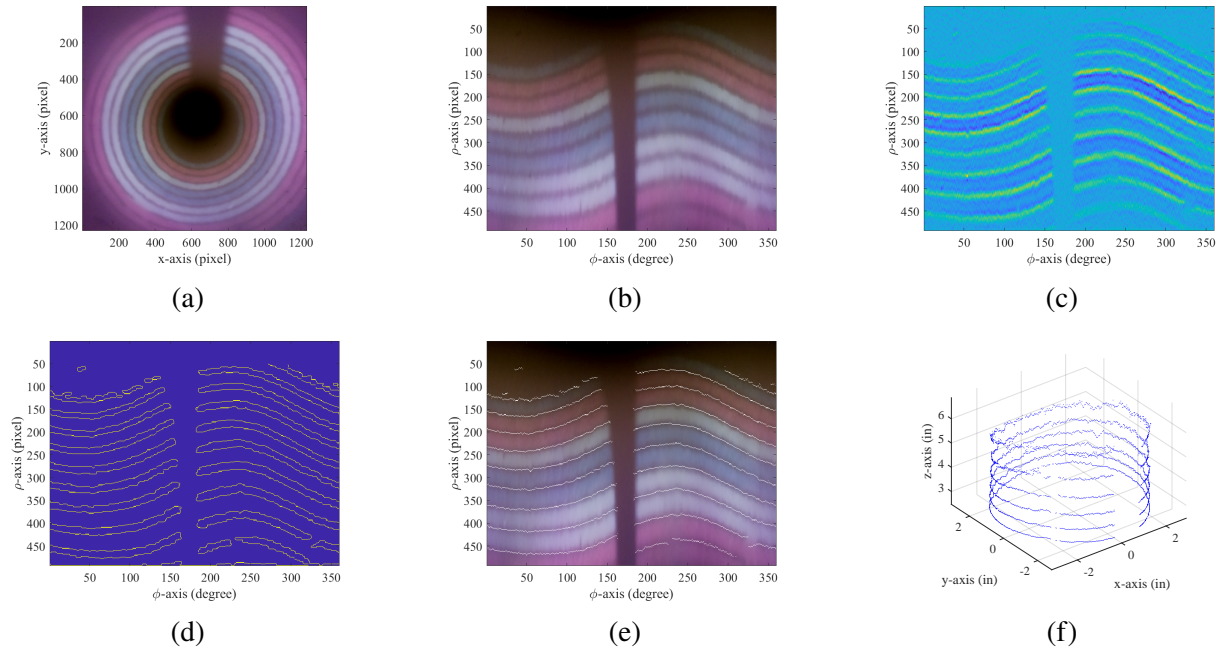 200
400
600
800
1000
1200
y-axis (pixel)
200 400 600 800 1000 1200
x-axis (pixel)
(a)
50
100
150
200
250
300
350
400
450
ρ-axis (pixel)
50 100 150 200 250 300 350
ϕ-axis (degree)
(b)
50
100
150
200
250
300
350
400
450
ρ-axis (pixel)
50 100 150 200 250 300 350
ϕ-axis (degree)
(c)
50
100
150
200
250
300
350
400
450
ρ-axis (pixel)
50 100 150 200 250 300 350
ϕ-axis (degree)
(d)
50
100
150
200
250
300
350
400
450
ρ-axis (pixel)
50 100 150 200 250 300 350
ϕ-axis (degree)
(e)
6
5
4
3
z-axis (in)
2
0
-2
y-axis (in)
-2
0
2
x-axis (in)
(f)